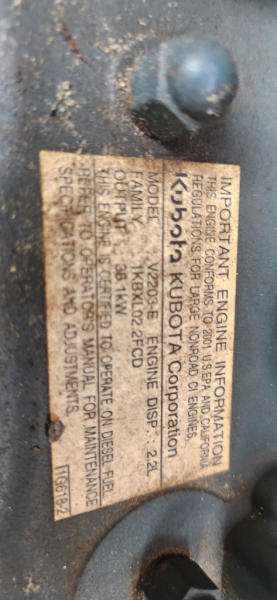 IMPORTANT ENGINE INFORMATION
THIS ENGINE CONFORMS TO 2001 U.S.EPA AND CALIFORNIA
REGULATIONS FOR LARGE NONROAD CI ENGINES.
Kubota KUBOTA Corporation
MODEL : V2203-E ENGINE DISP. : 2.2L
FAMILY : 1KBXL02.2FCD
OUTPUT : 36.1kW
THIS ENGINE IS CERTIFIED TO OPERATE ON DIESEL FUEL
REFER TO OPERATOR'S MANUAL FOR MAINTENANCE
SPECIFICATIONS AND ADJUSTMENTS.
TG618-2